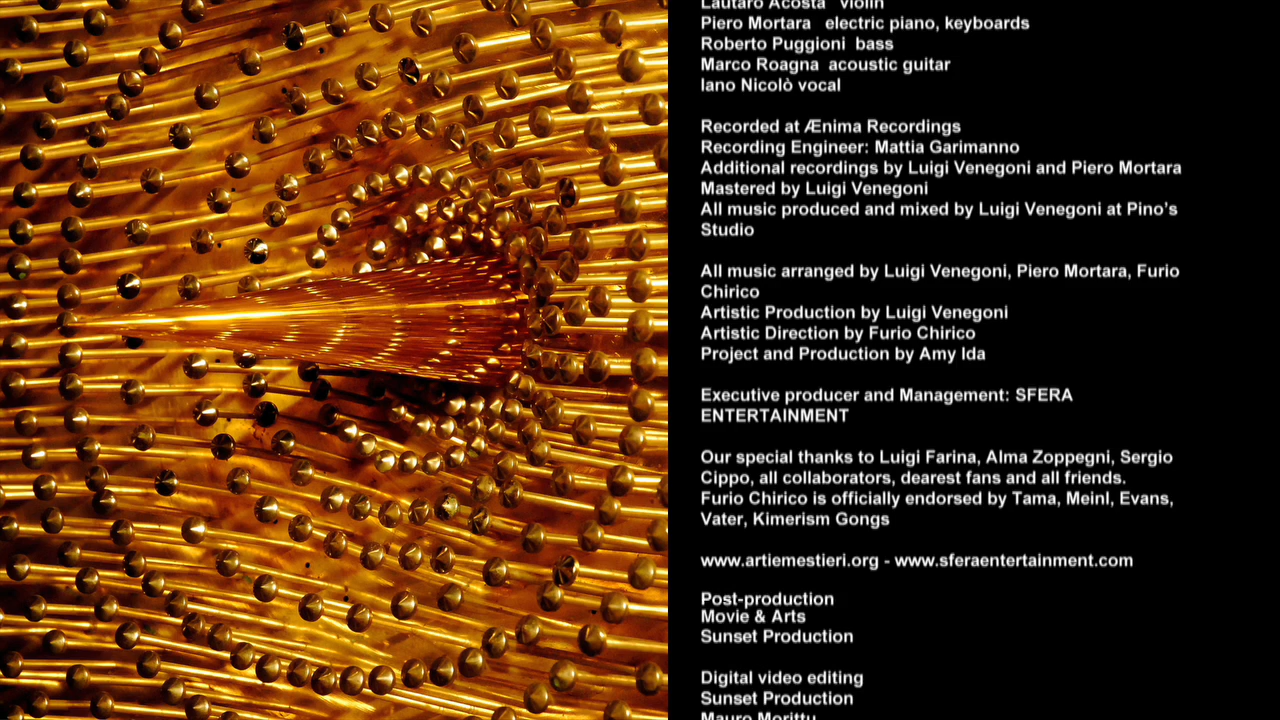 Lautaro Acosta violin
Piero Mortara electric piano, keyboards
Roberto Puggioni bass
Marco Roagna acoustic guitar
Iano Nicolò vocal
Recorded at Ænima Recordings
Recording Engineer: Mattia Garimanno
Additional recordings by Luigi Venegoni and Piero Mortara
Mastered by Luigi Venegoni
All music produced and mixed by Luigi Venegoni at Pino's
Studio
All music arranged by Luigi Venegoni, Piero Mortara, Furio
Chirico
Artistic Production by Luigi Venegoni
Artistic Direction by Furio Chirico
Project and Production by Amy Ida
Executive producer and Management: SFERA
ENTERTAINMENT
Our special thanks to Luigi Farina, Alma Zoppegni, Sergio
Cippo, all collaborators, dearest fans and all friends.
Furio Chirico is officially endorsed by Tama, Meinl, Evans,
Vater, Kimerism Gongs
www.artiemestieri.org - www.sferaentertainment.com
Post-production
Movie & Arts
Sunset Production
Digital video editing
Sunset Production
Mauro Morittu